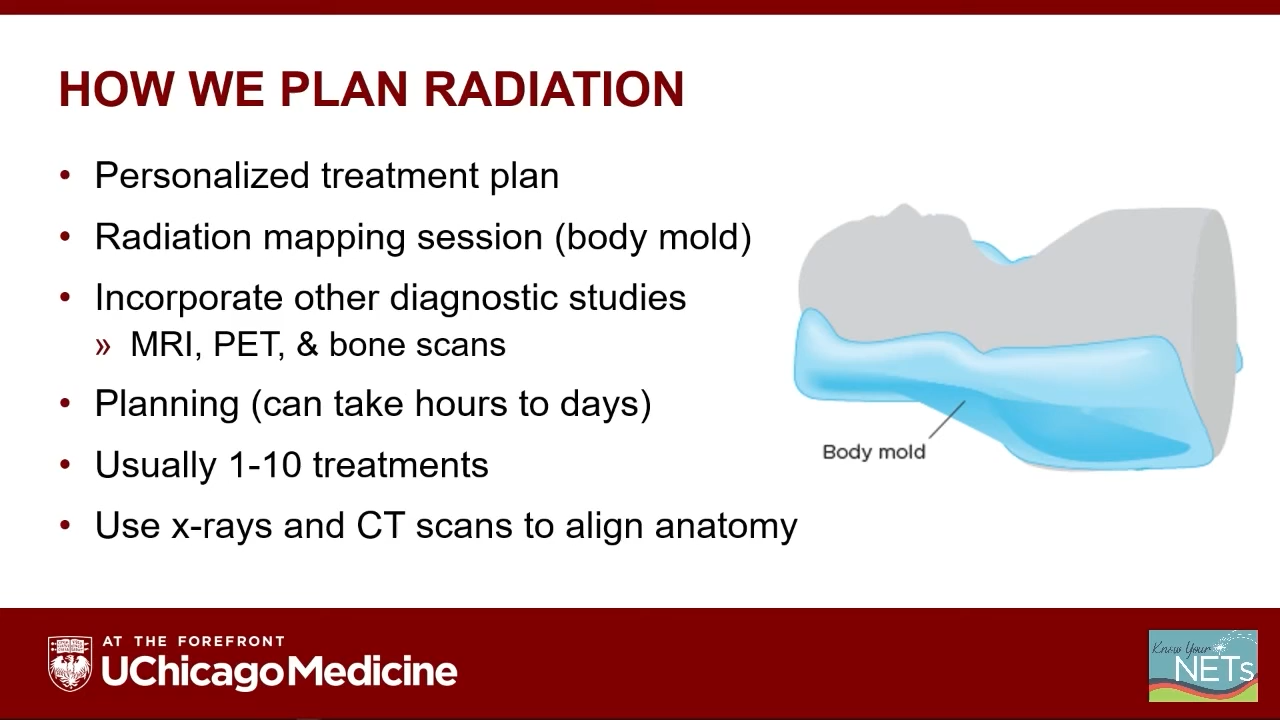 HOW WE PLAN RADIATION
• Personalized treatment plan
• Radiation mapping session (body mold)
• Incorporate other diagnostic studies
» MRI, PET, & bone scans
• Planning (can take hours to days)
• Usually 1-10 treatments
• Use x-rays and CT scans to align anatomy
Body mold
AT THE FOREFRONT
UChicago Medicine
Know Your
NETs